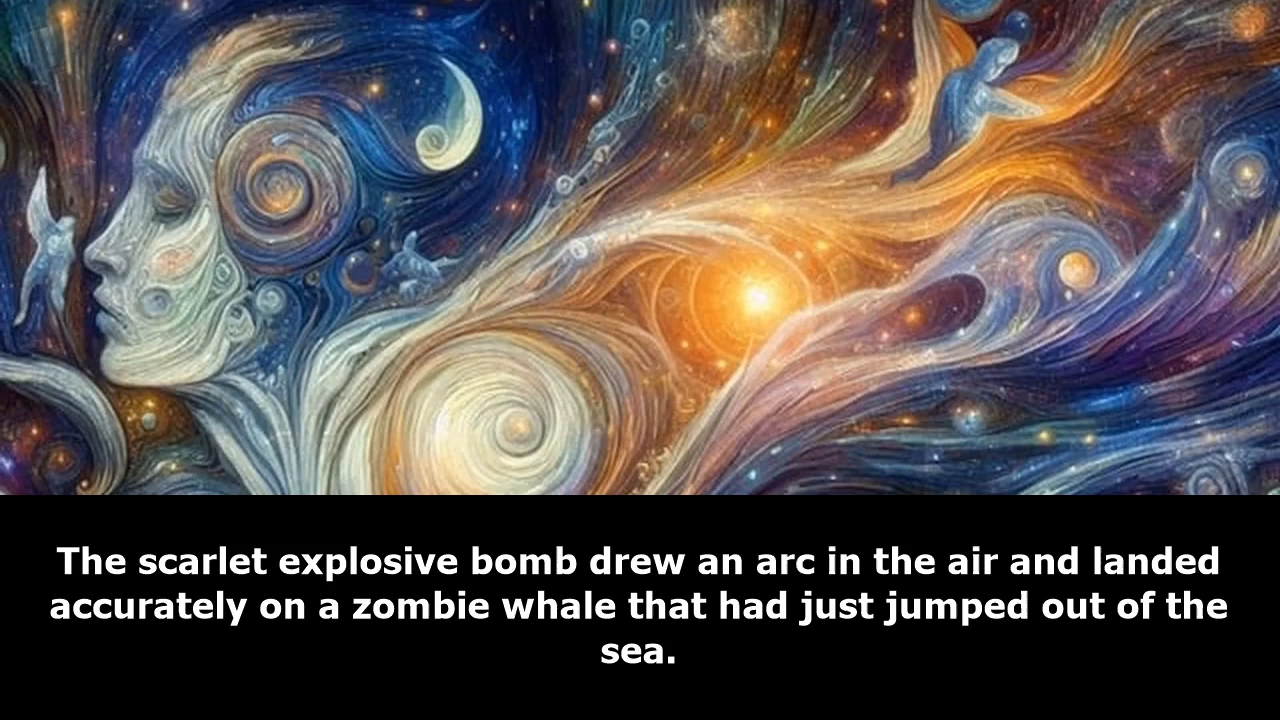 The scarlet explosive bomb drew an arc in the air and landed
accurately on a zombie whale that had just jumped out of the
sea.